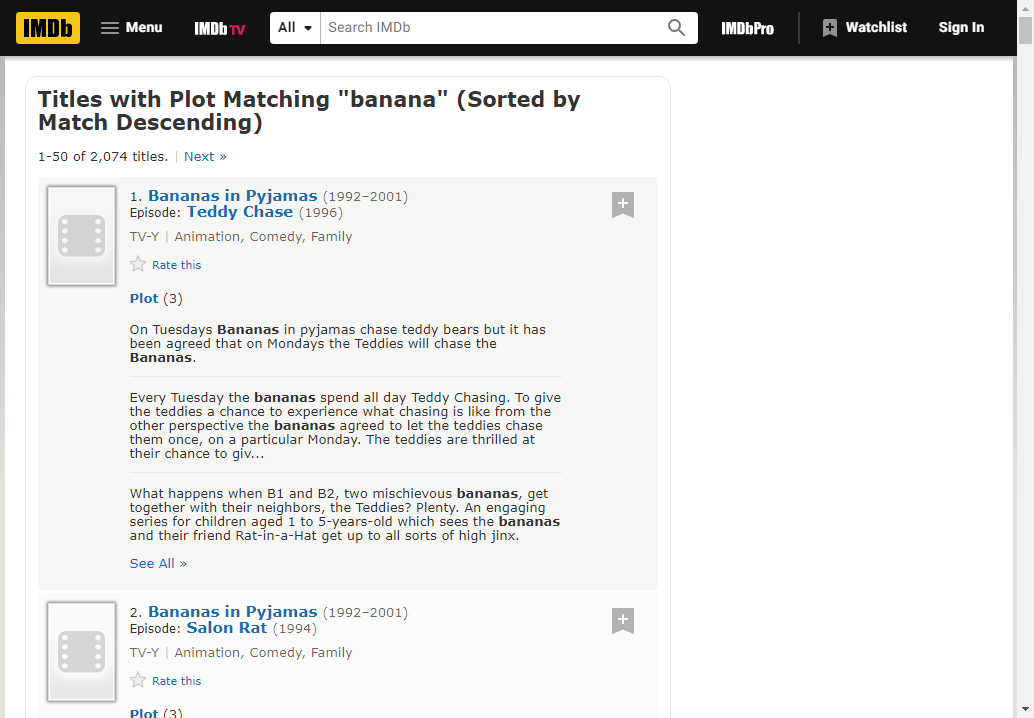 IMDb Menu IMDb TV All Search IMDb IMDbPro Watchlist Sign In
Titles with Plot Matching "banana" (Sorted by
Match Descending)
1-50 of 2,074 titles. | Next »
1. Bananas in Pyjamas (1992–2001)
Episode: Teddy Chase (1996)
TV-Y | Animation, Comedy, Family
Rate this
Plot (3)
On Tuesdays Bananas in pyjamas chase teddy bears but it has
been agreed that on Mondays the Teddies will chase the
Bananas.
Every Tuesday the bananas spend all day Teddy Chasing. To give
the teddies a chance to experience what chasing is like from the
other perspective the bananas agreed to let the teddies chase
them once, on a particular Monday. The teddies are thrilled at
their chance to giv...
What happens when B1 and B2, two mischievous bananas, get
together with their neighbors, the Teddies? Plenty. An engaging
series for children aged 1 to 5-years-old which sees the bananas
and their friend Rat-in-a-Hat get up to all sorts of high jinx.
See All »
2. Bananas in Pyjamas (1992–2001)
Episode: Salon Rat (1994)
TV-Y | Animation, Comedy, Family
Rate this
Plot (3)